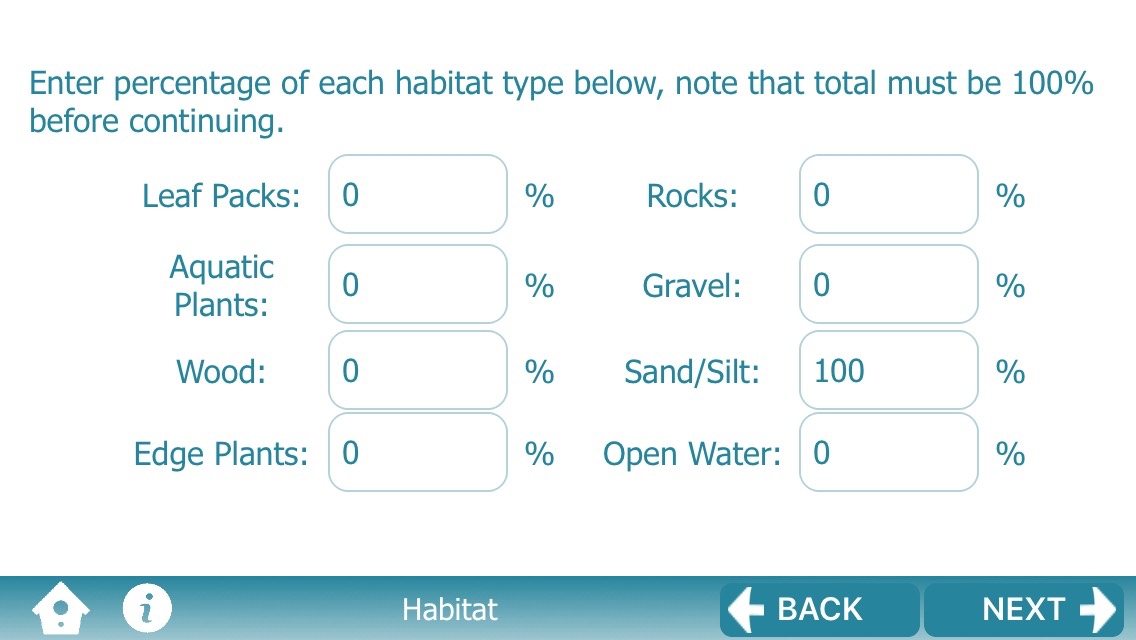 Enter percentage of each habitat type below, note that total must be 100%
before continuing.
Leaf Packs: 0 % Rocks: 0 %
Aquatic
Plants: 0 % Gravel: 0 %
Wood: 0 % Sand/Silt: 100 %
Edge Plants: 0 % Open Water: 0 %
i Habitat BACK NEXT